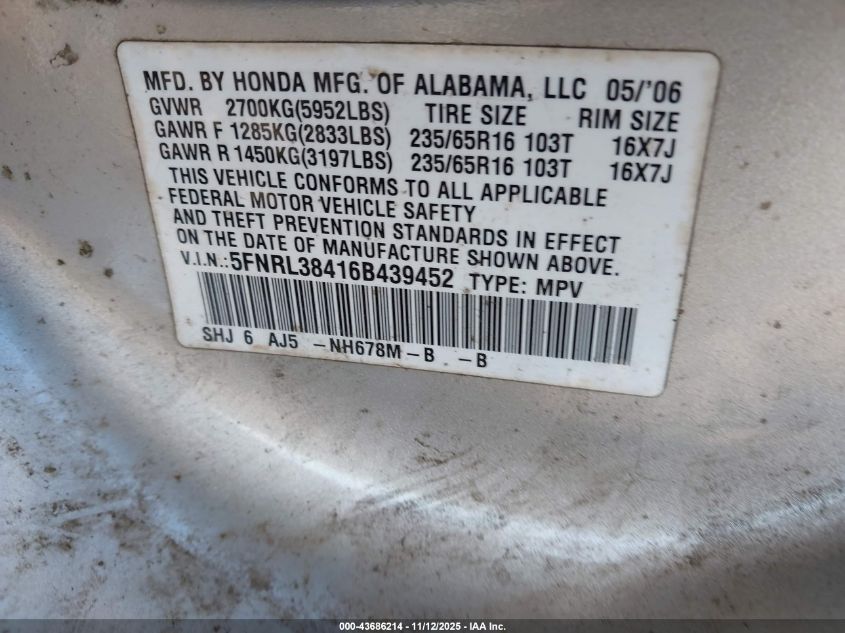 MFD. BY HONDA MFG. OF ALABAMA, LLC 05/'06
GVWR 2700KG(5952LBS) TIRE SIZE RIM SIZE
GAWR F 1285KG(2833LBS) 235/65R16 103T 16X7J
GAWR R 1450KG(3197LBS) 235/65R16 103T 16X7J
THIS VEHICLE CONFORMS TO ALL APPLICABLE
FEDERAL MOTOR VEHICLE SAFETY
AND THEFT PREVENTION STANDARDS IN EFFECT
ON THE DATE OF MANUFACTURE SHOWN ABOVE.
V.I.N.:5FNRL38416B439452 TYPE: MPV
SHJ 6 AJ5 -NH678M-B -B
000-43686214 - 11/12/2025 - IAA Inc.